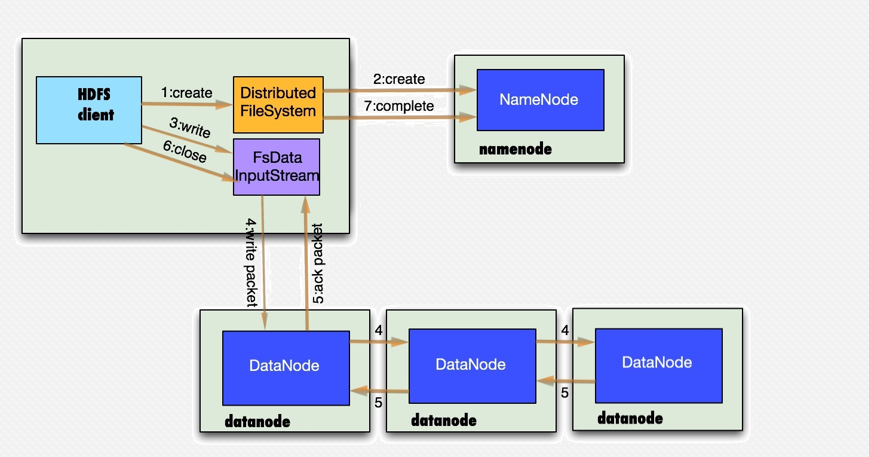 HDFS
client
1:create
Distributed
FileSystem
2:create
7:complete
NameNode
namenode
3:write
6:close
FsData
InputStream
4:write packet
5:ack packet
DataNode
datanode
4
5
DataNode
datanode
4
5
DataNode
datanode